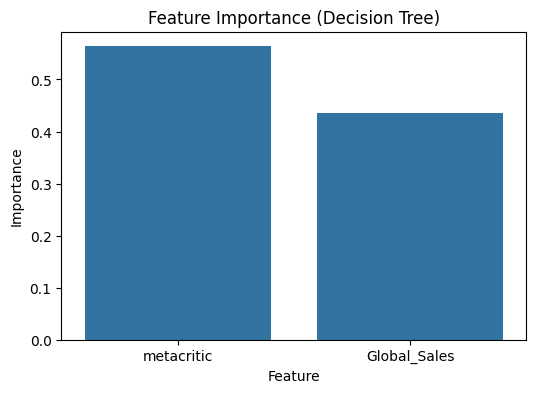 Feature Importance (Decision Tree)
Importance
0.5
0.4
0.3
0.2
0.1
0.0
metacritic
Global_Sales
Feature